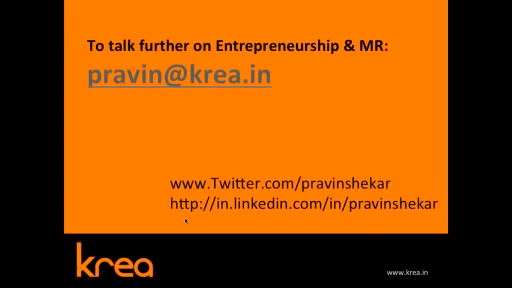 To talk further on Entrepreneurship & MR:
pravin@krea.in
www.Twitter.com/pravinshekar
http://in.linkedin.com/in/pravinshekar
krea
www.krea.in